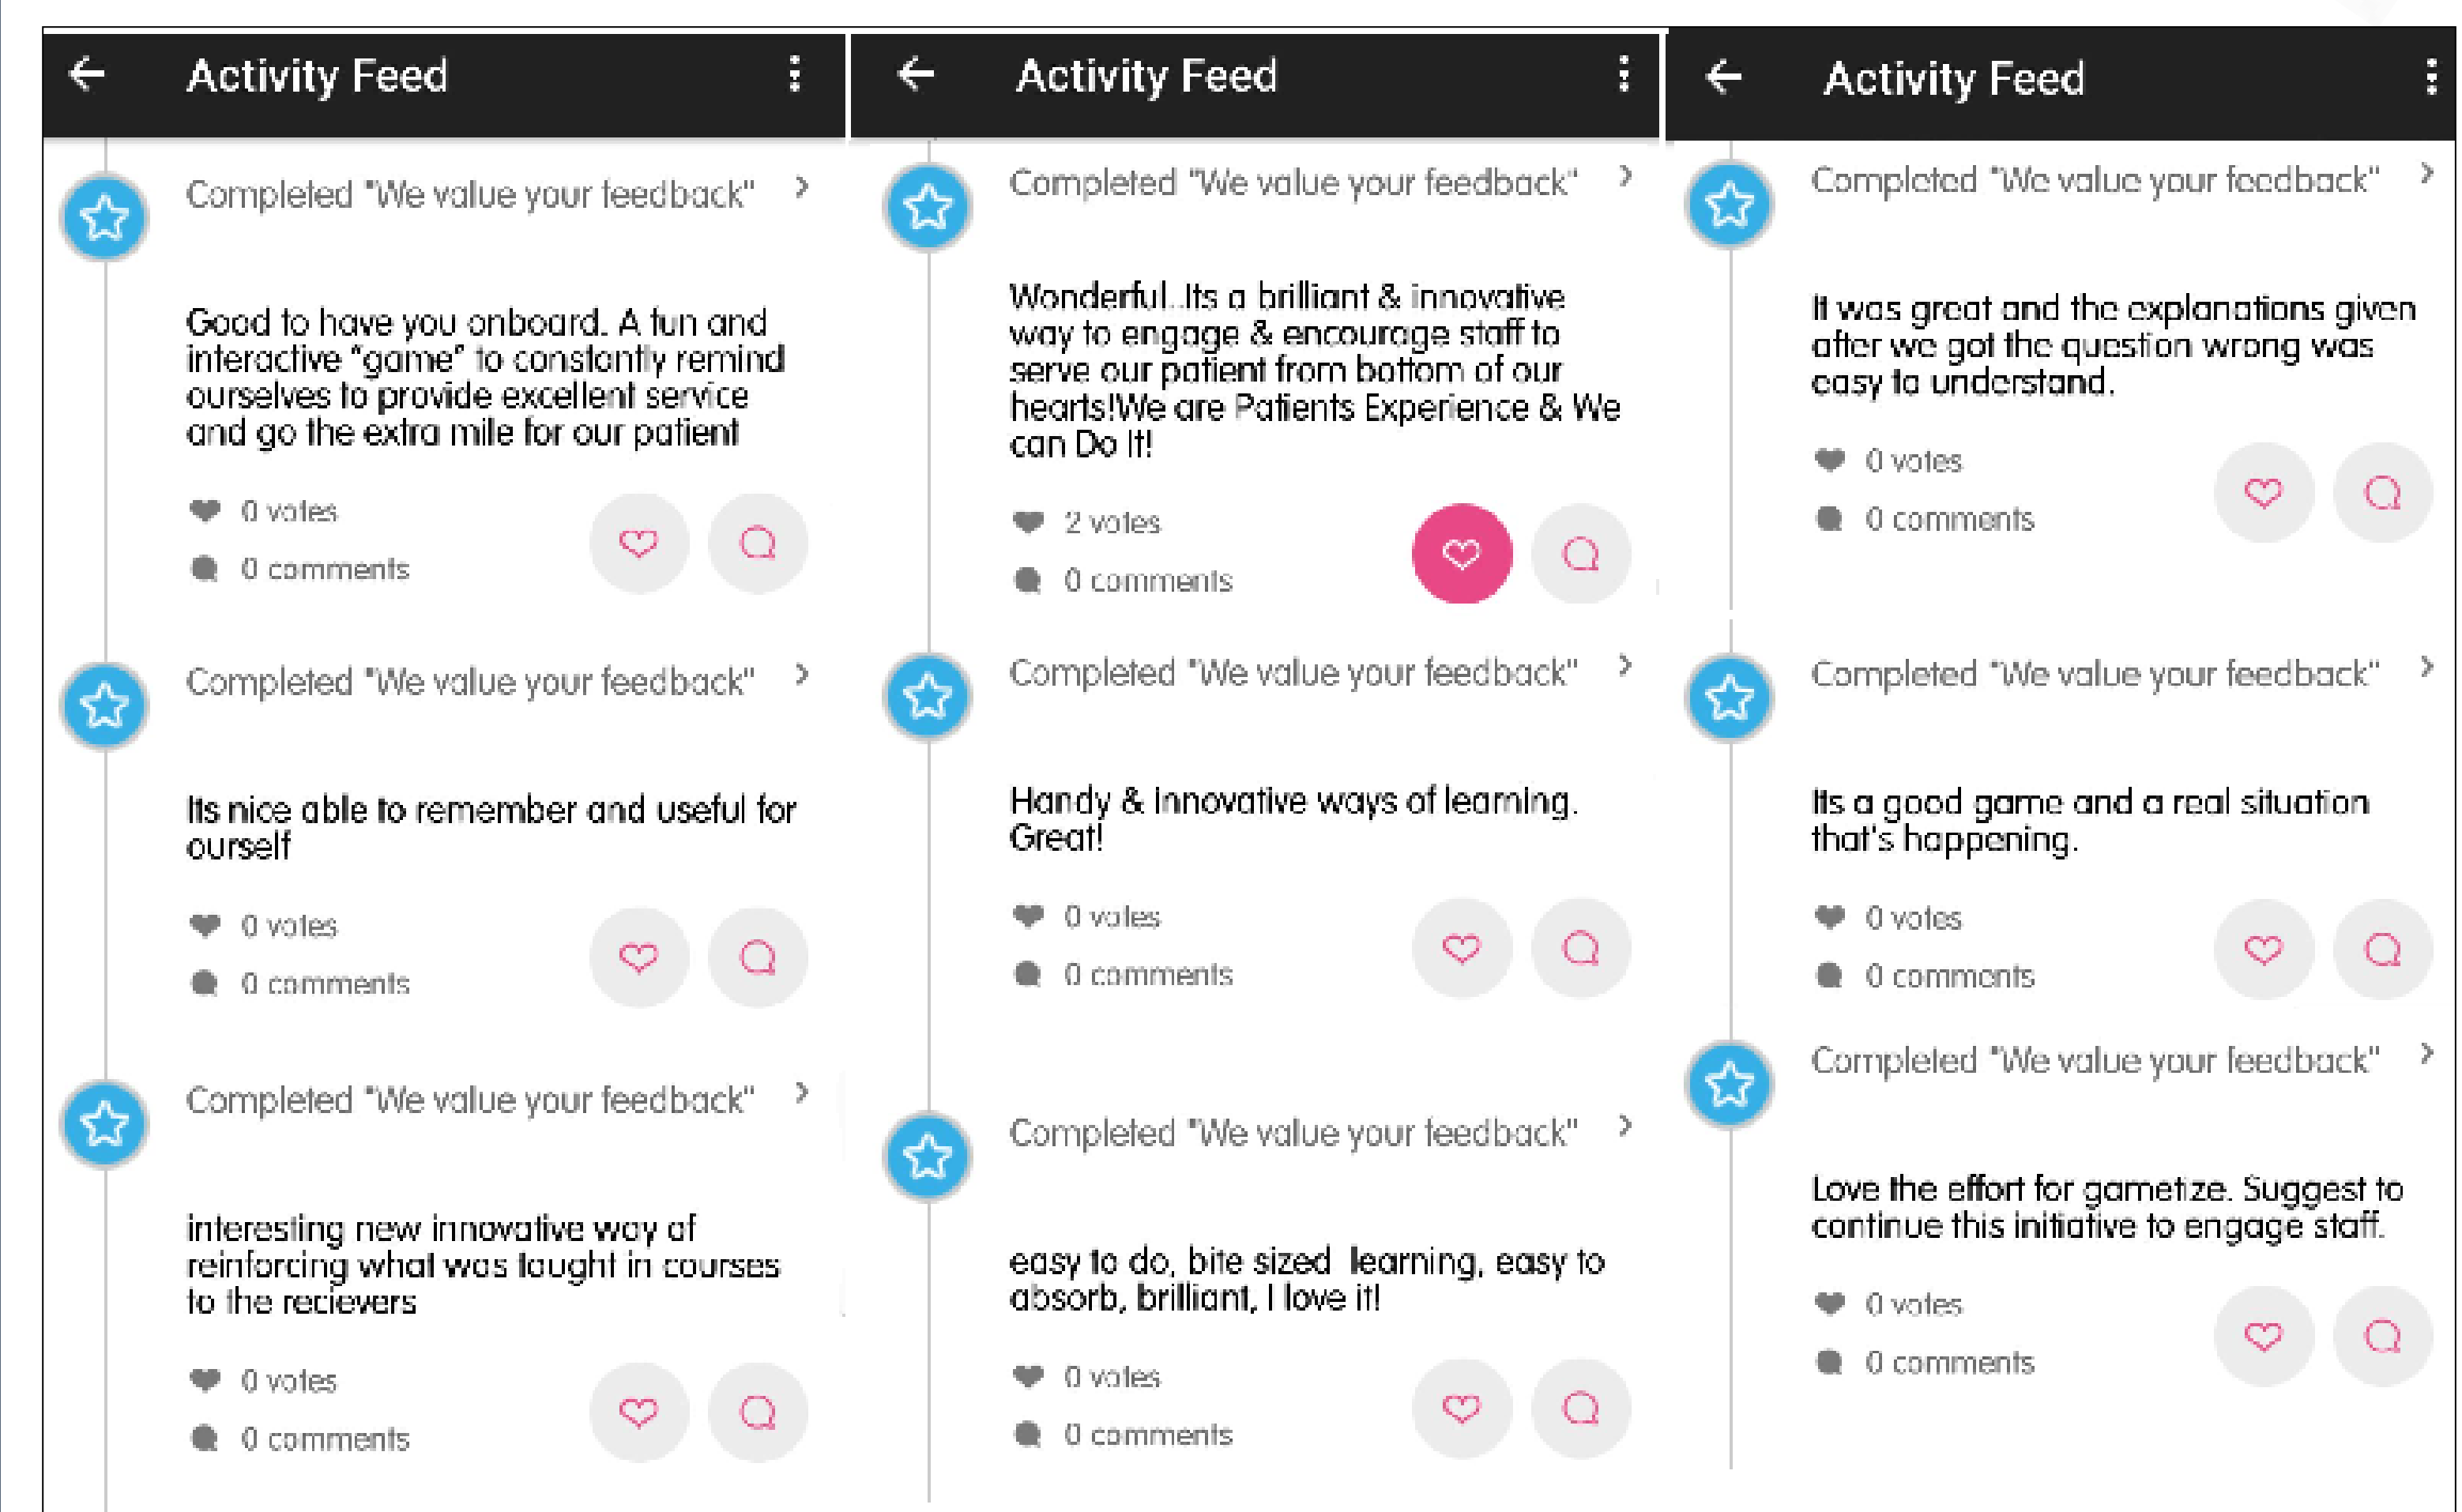 Activity Feed
Completed "We value your feedback"
Good to have you onboard. A fun and
interactive "game" to constantly remind
ourselves to provide excellent service
and go the extra mile for our patient
0 votes
0 comments
Completed "We value your feedback"
Its nice able to remember and useful for
ourself
0 votes
0 comments
Completed "We value your feedback"
interesting new innovative way of
reinforcing what was taught in courses
to the recievers
0 votes
0 comments
Activity Feed
Completed "We value your feedback"
Wonderful..Its a brilliant & innovative
way to engage & encourage staff to
serve our patient from bottom of our
hearts!We are Patients Experience & We
can Do It!
2 votes
0 comments
Completed "We value your feedback"
Handy & innovative ways of learning.
Great!
0 votes
0 comments
Completed "We value your feedback"
easy to do, bite sized  learning, easy to
absorb, brilliant, I love it!
0 votes
0 comments
Activity Feed
Completed "We value your feedback"
It was great and the explanations given
after we got the question wrong was
easy to understand.
0 votes
0 comments
Completed "We value your feedback"
Its a good game and a real situation
that's happening.
0 votes
0 comments
Completed "We value your feedback"
Love the effort for gametize. Suggest to
continue this initiative to engage staff.
0 votes
0 comments